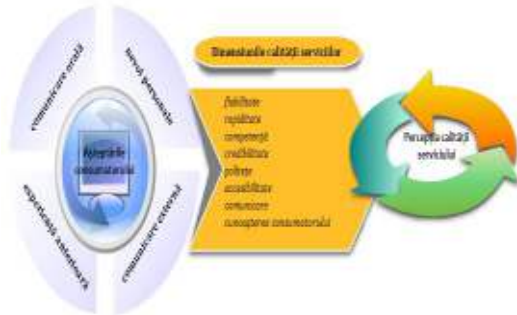 Dimensiunile calității serviciilor
comunicare orală
nevoi personale
Așteptările
consumatorului
experiență anterioară
comunicare externă
fiabilitate
rapiditate
competență
credibilitate
politețe
accesibilitate
comunicare
cunoașterea consumatorului
Percepția calității
serviciului